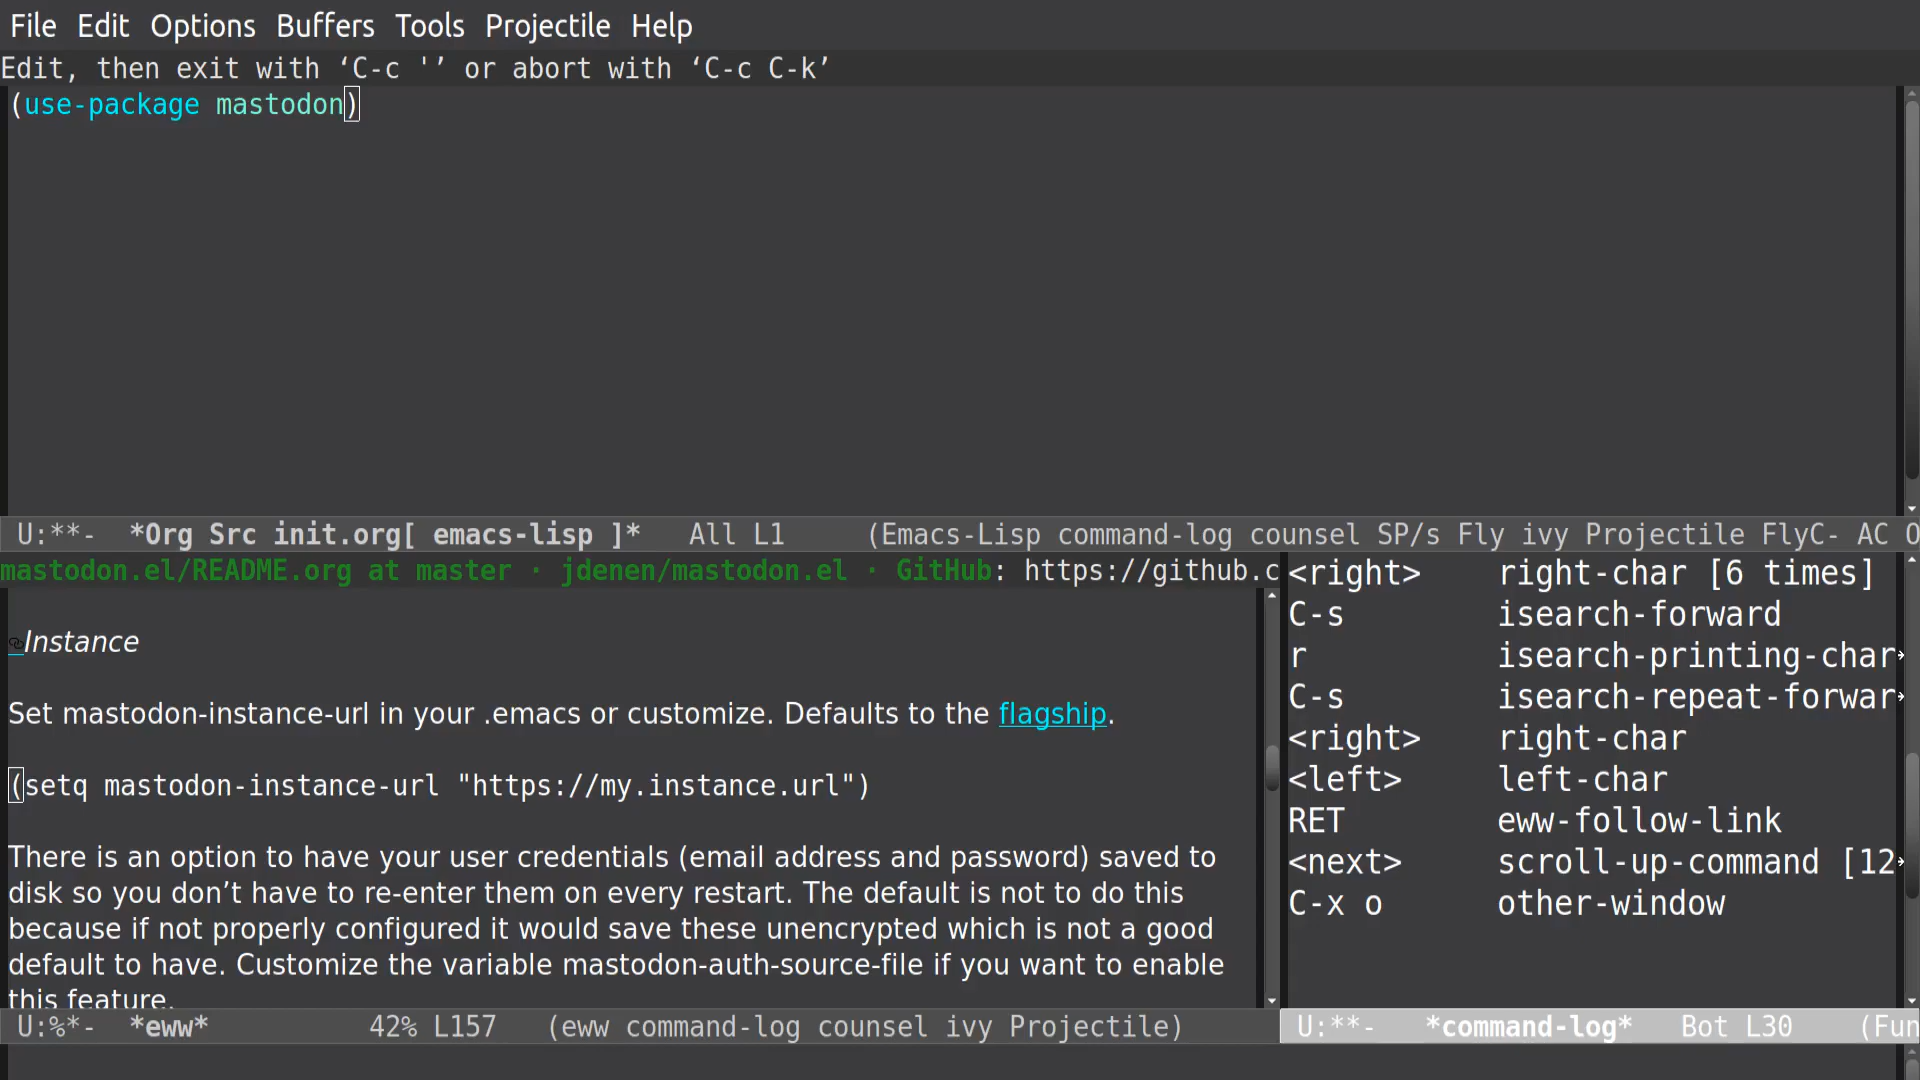 File Edit Options Buffers Tools Projectile Help
Edit, then exit with ‘C-c '’ or abort with ‘C-c C-k’
(use-package mastodon)
U:**-  *Org Src init.org[ emacs-lisp ]*   All L1     (Emacs-Lisp command-log counsel SP/s Fly ivy Projectile FlyC- AC O
mastodon.el/README.org at master · jdenen/mastodon.el · GitHub: https://github.c
Instance
Set mastodon-instance-url in your .emacs or customize. Defaults to the flagship.
(setq mastodon-instance-url "https://my.instance.url")
There is an option to have your user credentials (email address and password) saved to
disk so you don’t have to re-enter them on every restart. The default is not to do this
because if not properly configured it would save these unencrypted which is not a good
default to have. Customize the variable mastodon-auth-source-file if you want to enable
this feature.
U:%*-  *eww*          42% L157   (eww command-log counsel ivy Projectile)
<right>    right-char [6 times]
C-s        isearch-forward
r          isearch-printing-char
C-s        isearch-repeat-forwar
<right>    right-char
<left>     left-char
RET        eww-follow-link
<next>     scroll-up-command [12
C-x o      other-window
U:**-   *command-log*   Bot L30    (Fun